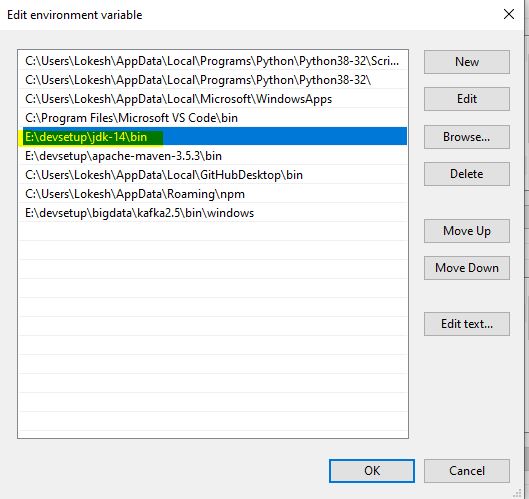 Edit environment variable
C:\Users\Lokesh\AppData\Local\Programs\Python\Python38-32\Scri...
C:\Users\Lokesh\AppData\Local\Programs\Python\Python38-32\
C:\Users\Lokesh\AppData\Local\Microsoft\WindowsApps
C:\Program Files\Microsoft VS Code\bin
E:\devsetup\jdk-14\bin
E:\devsetup\apache-maven-3.5.3\bin
C:\Users\Lokesh\AppData\Local\GitHubDesktop\bin
C:\Users\Lokesh\AppData\Roaming\npm
E:\devsetup\bigdata\kafka2.5\bin\windows
New
Edit
Browse...
Delete
Move Up
Move Down
Edit text...
OK
Cancel